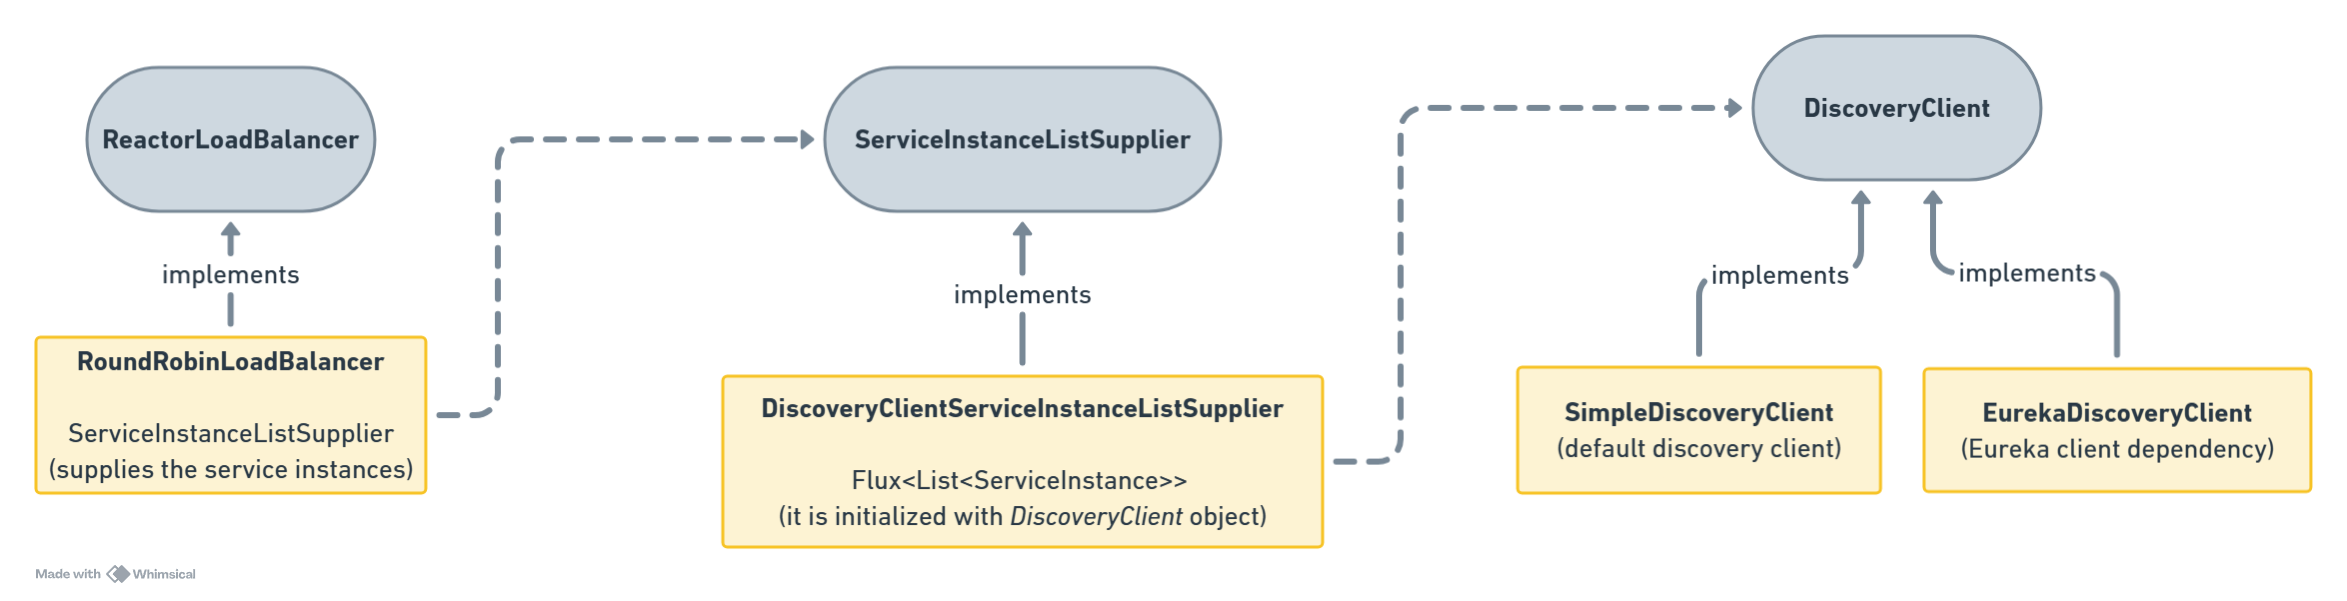 ReactorLoadBalancer
implements
RoundRobinLoadBalancer
ServiceInstanceListSupplier
(supplies the service instances)
ServiceInstanceListSupplier
implements
DiscoveryClientServiceInstanceListSupplier
Flux<List<ServiceInstance>>
(it is initialized with DiscoveryClient object)
DiscoveryClient
implements
implements
SimpleDiscoveryClient
(default discovery client)
EurekaDiscoveryClient
(Eureka client dependency)
Made with Whimsical